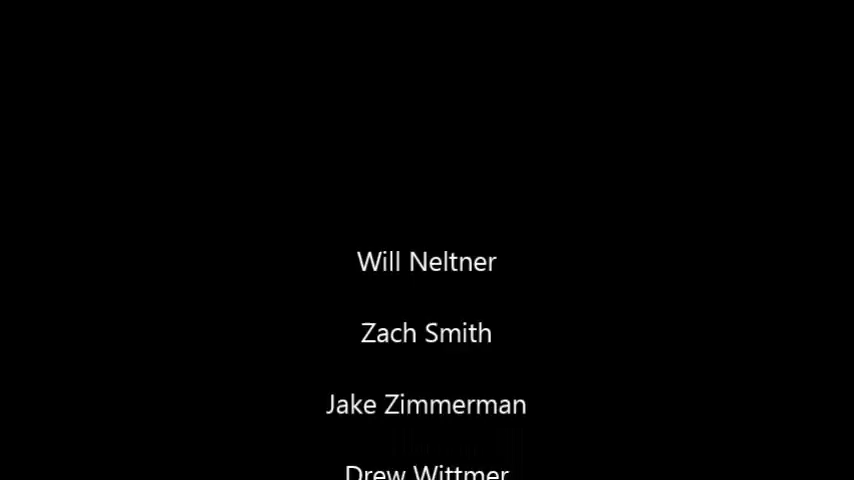 Will Neltner
Zach Smith
Jake Zimmerman
Drew Wittmer